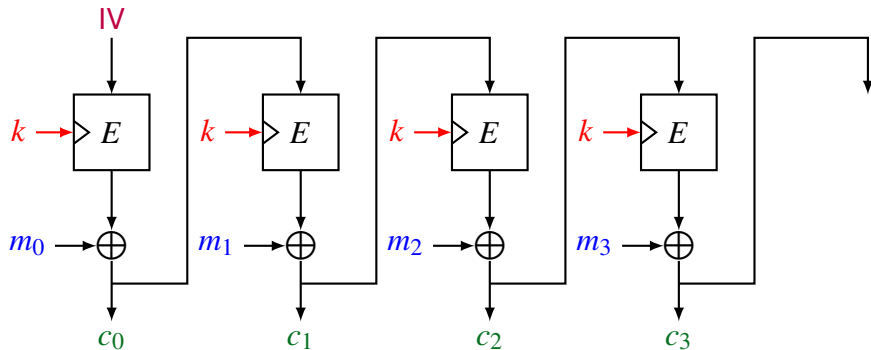 IV
k E k E k E k E
m₀ m₁ m₂ m₃
c₀ c₁ c₂ c₃